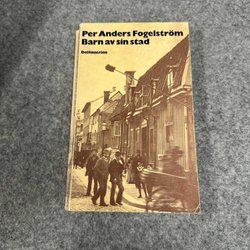 Per Anders Fogelström
Barn av sin stad
Delfinserien